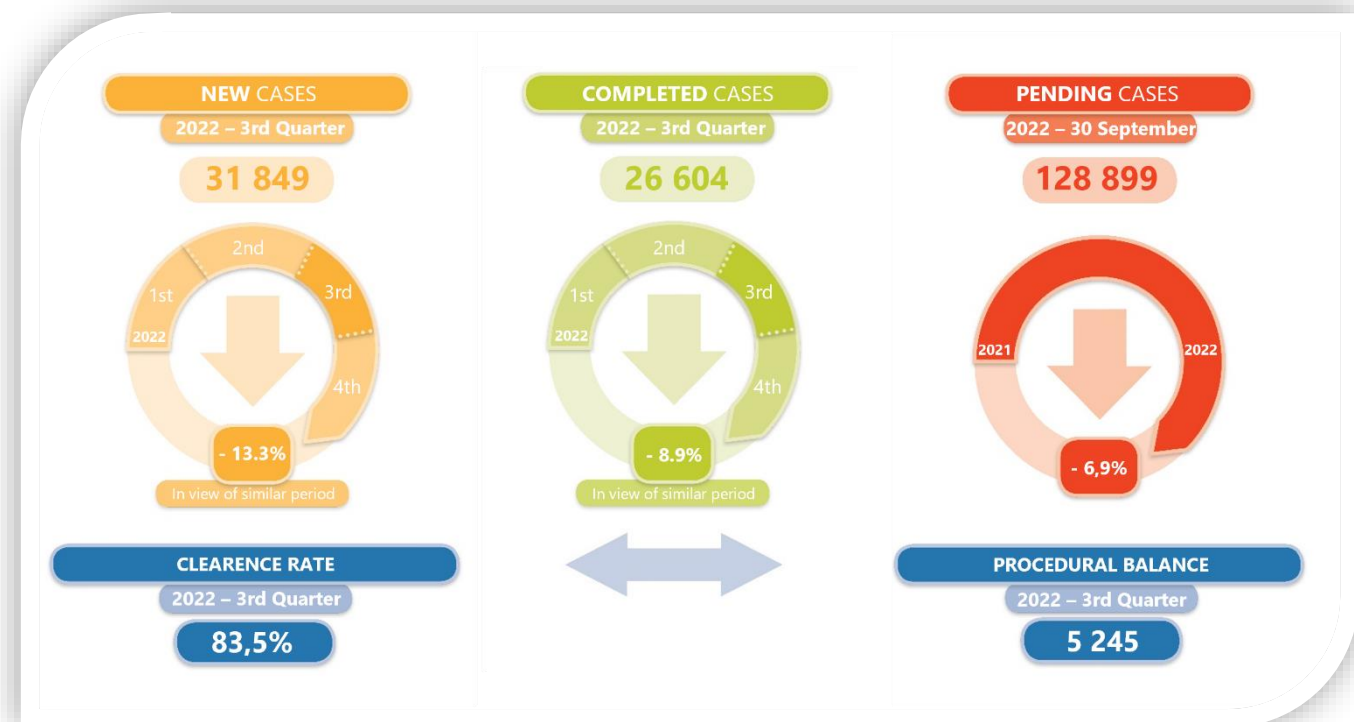 NEW CASES
2022 – 3rd Quarter
31 849
1st
2nd
3rd
4th
2022
- 13.3%
In view of similar period
COMPLETED CASES
2022 – 3rd Quarter
26 604
1st
2nd
3rd
4th
2022
- 8.9%
In view of similar period
PENDING CASES
2022 – 30 September
128 899
2021
2022
- 6,9%
CLEARENCE RATE
2022 – 3rd Quarter
83,5%
PROCEDURAL BALANCE
2022 – 3rd Quarter
5 245